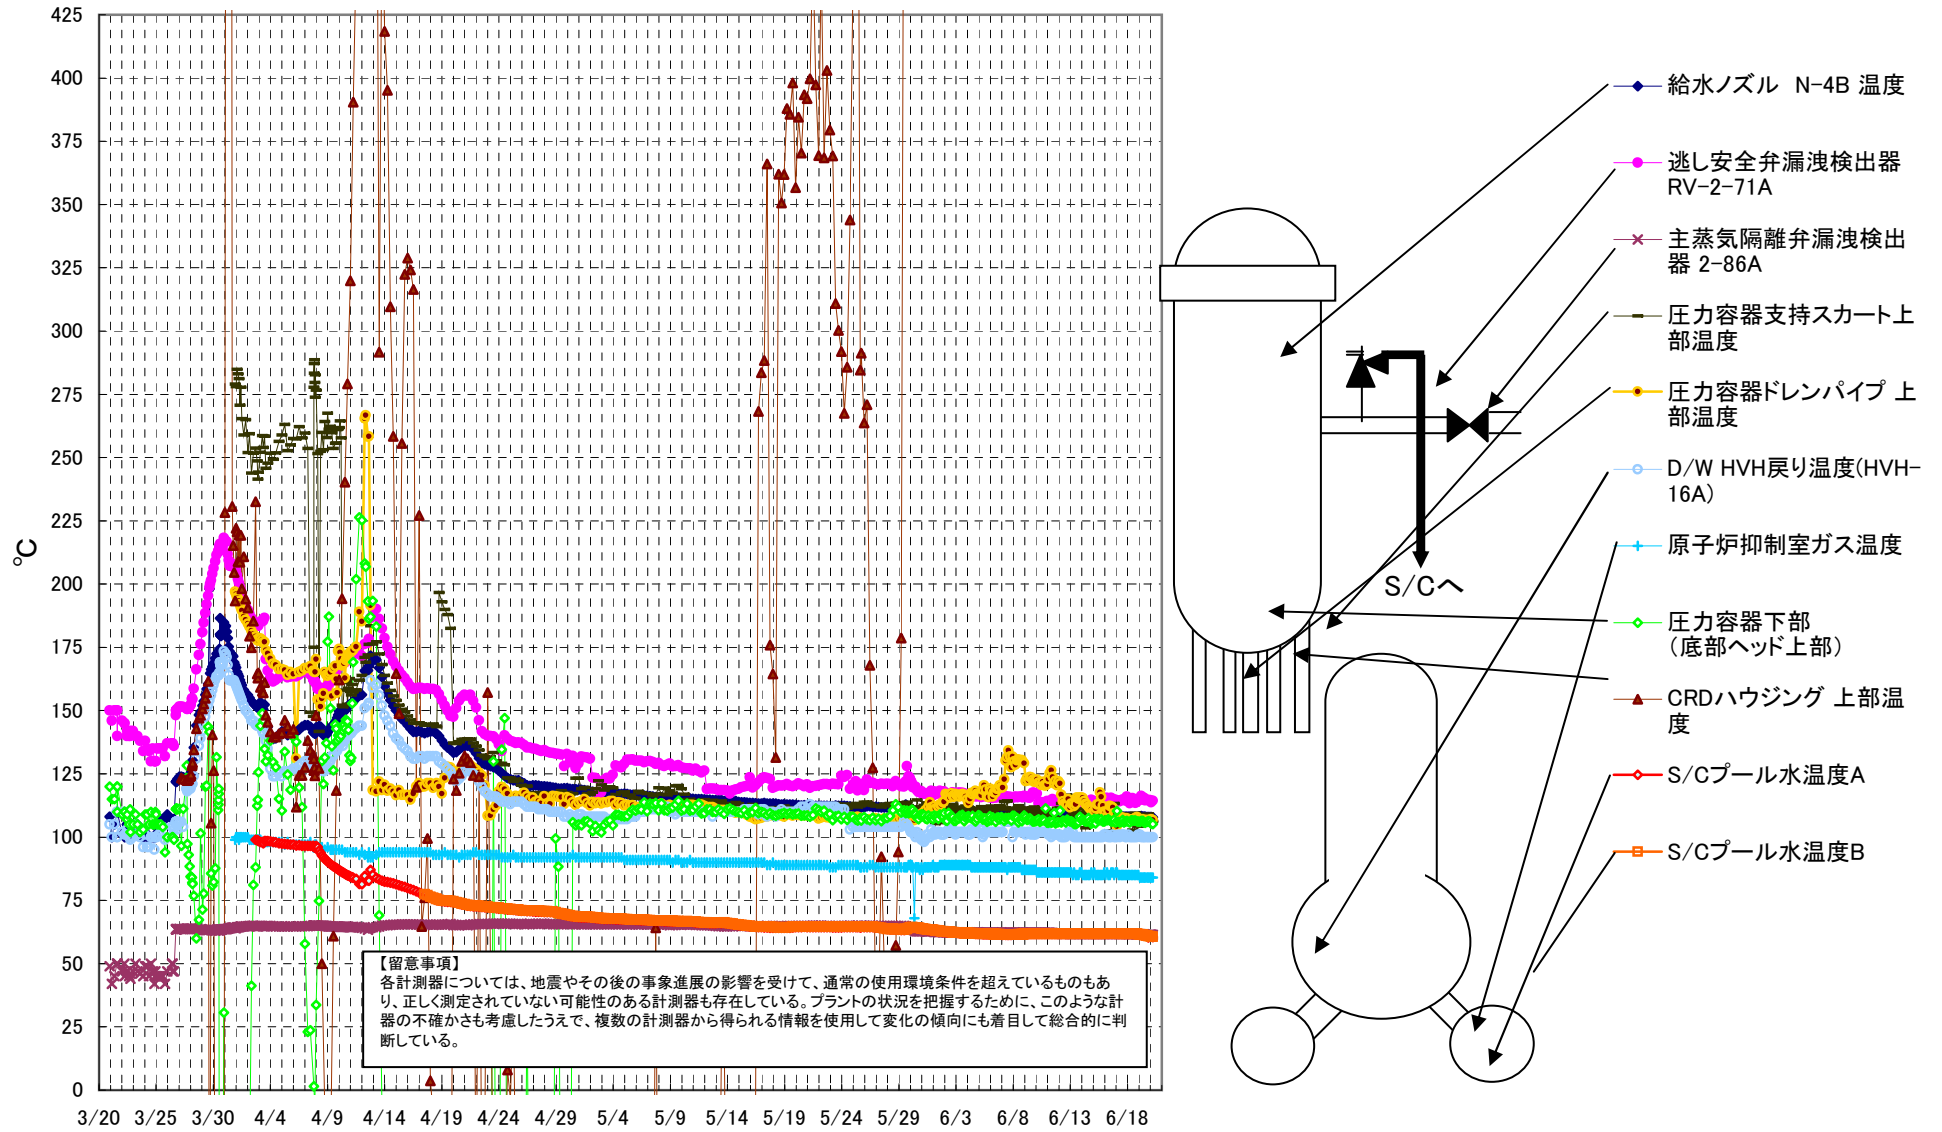 425
400
375
350
325
300
275
250
225
200
175
150
125
100
75
50
25
0
℃
3/20 3/25 3/30 4/4 4/9 4/14 4/19 4/24 4/29 5/4 5/9 5/14 5/19 5/24 5/29 6/3 6/8 6/13 6/18
【留意事項】
各計測器については、地震やその後の事象進展の影響を受けて、通常の使用環境条件を超えているものもあ
り、正しく測定されていない可能性のある計測器も存在している。プラントの状況を把握するために、このような計
器の不確かさも考慮したうえで、複数の計測器から得られる情報を使用して変化の傾向にも着目して総合的に判
断している。
S/Cへ
給水ノズル N-4B 温度
逃し安全弁漏洩検出器
RV-2-71A
主蒸気隔離弁漏洩検出
器 2-86A
圧力容器支持スカート上
部温度
圧力容器ドレンパイプ 上
部温度
D/W HVH戻り温度(HVH-
16A)
原子炉抑制室ガス温度
圧力容器下部
(底部ヘッド上部)
CRDハウジング 上部温
度
S/Cプール水温度A
S/Cプール水温度B